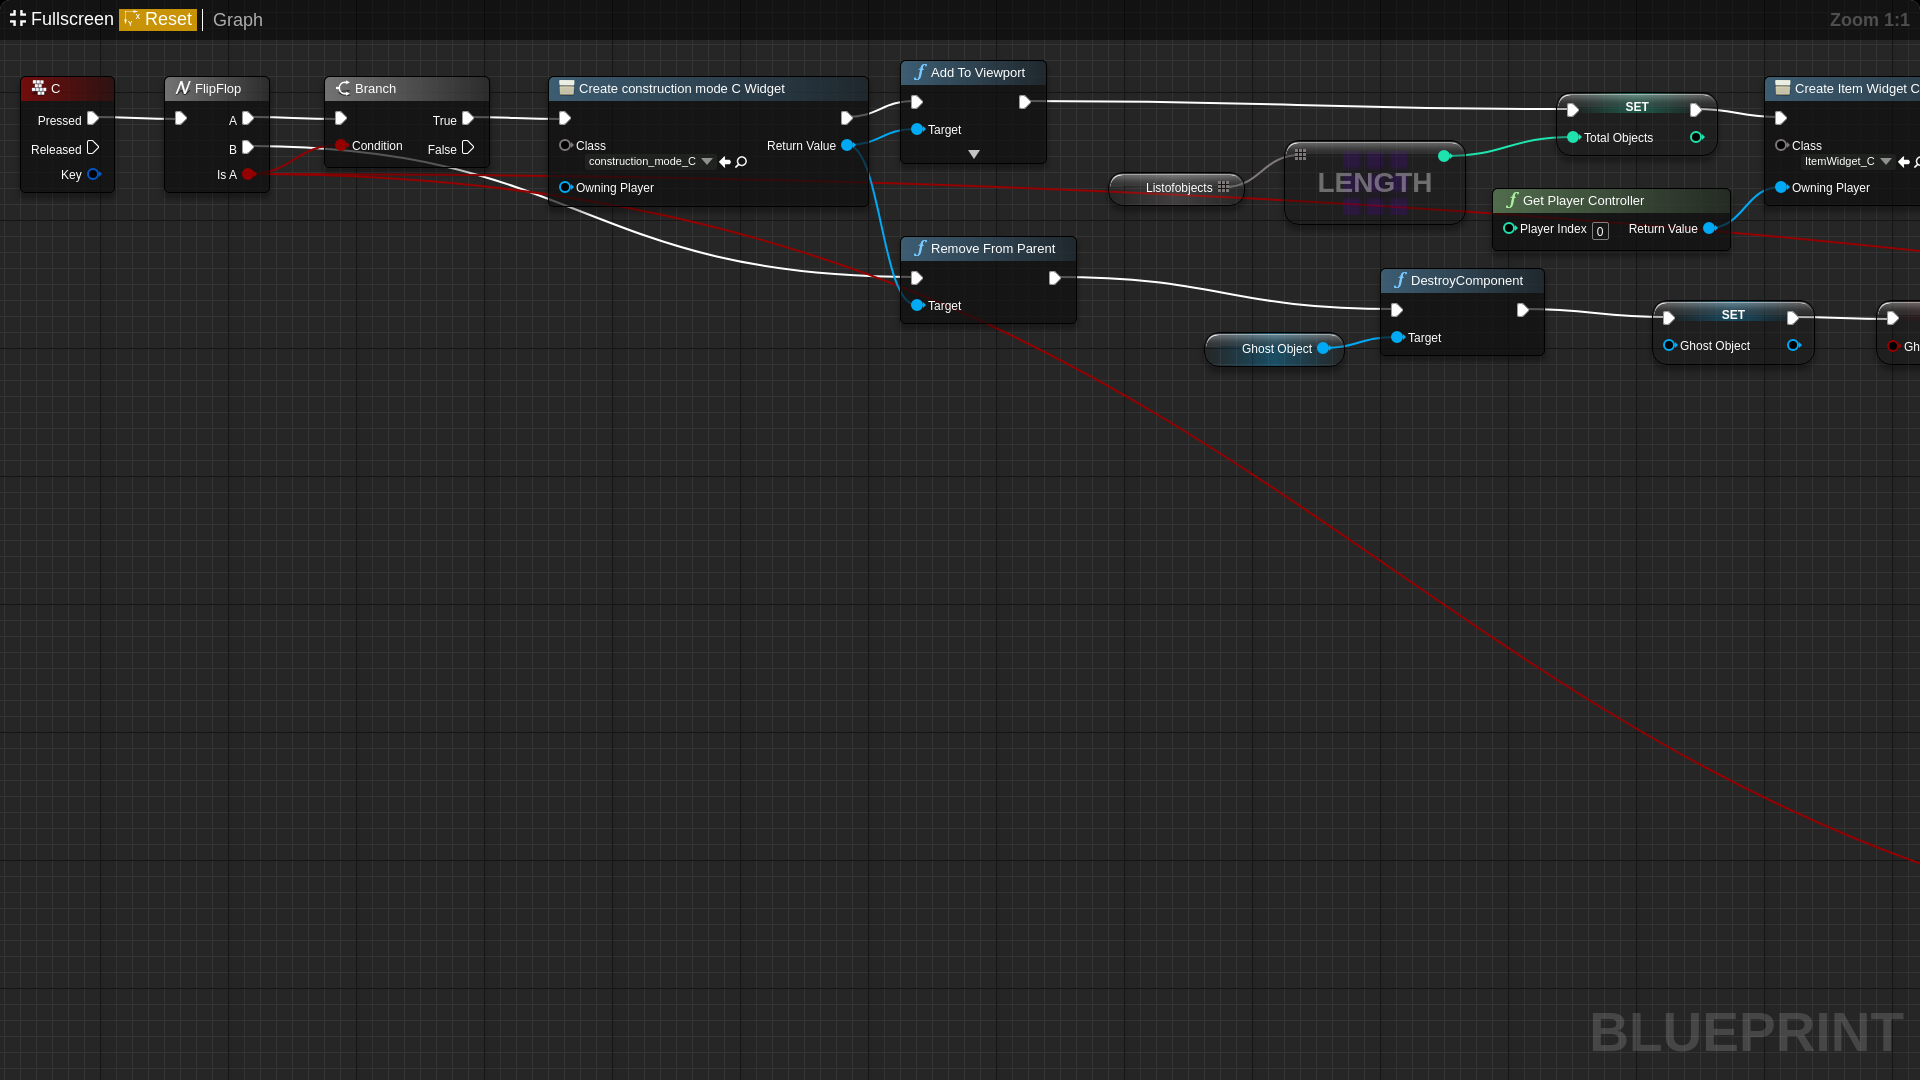 Fullscreen Reset Graph Zoom 1:1
C
Pressed
Released
Key
FlipFlop
A
B
Is A
Branch
True
Condition
False
Create construction mode C Widget
Class
construction_mode_C
Return Value
Owning Player
Add To Viewport
Target
Remove From Parent
Target
Listofobjects
LENGTH
SET
Total Objects
Get Player Controller
Player Index 0 Return Value
Create Item Widget C
Class
ItemWidget_C
Owning Player
DestroyComponent
Target
Ghost Object
SET
Ghost Object
Gh
BLUEPRINT